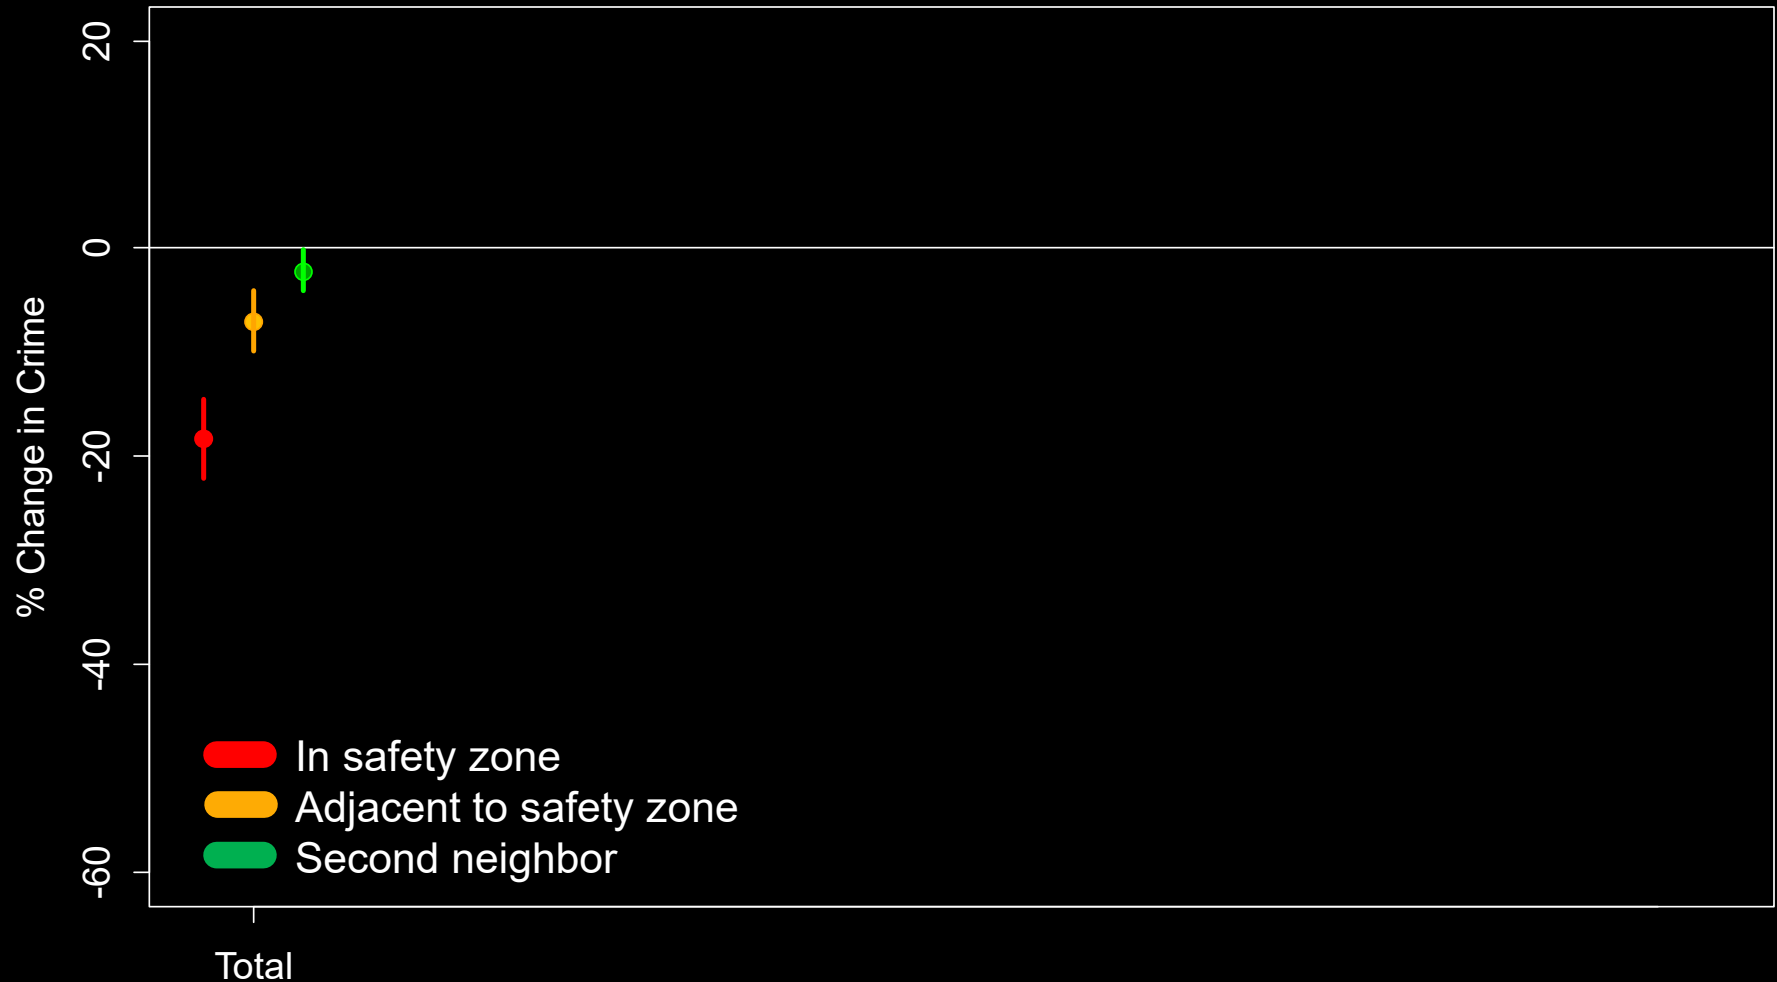 % Change in Crime
20
0
-20
-40
-60
In safety zone
Adjacent to safety zone
Second neighbor
Total